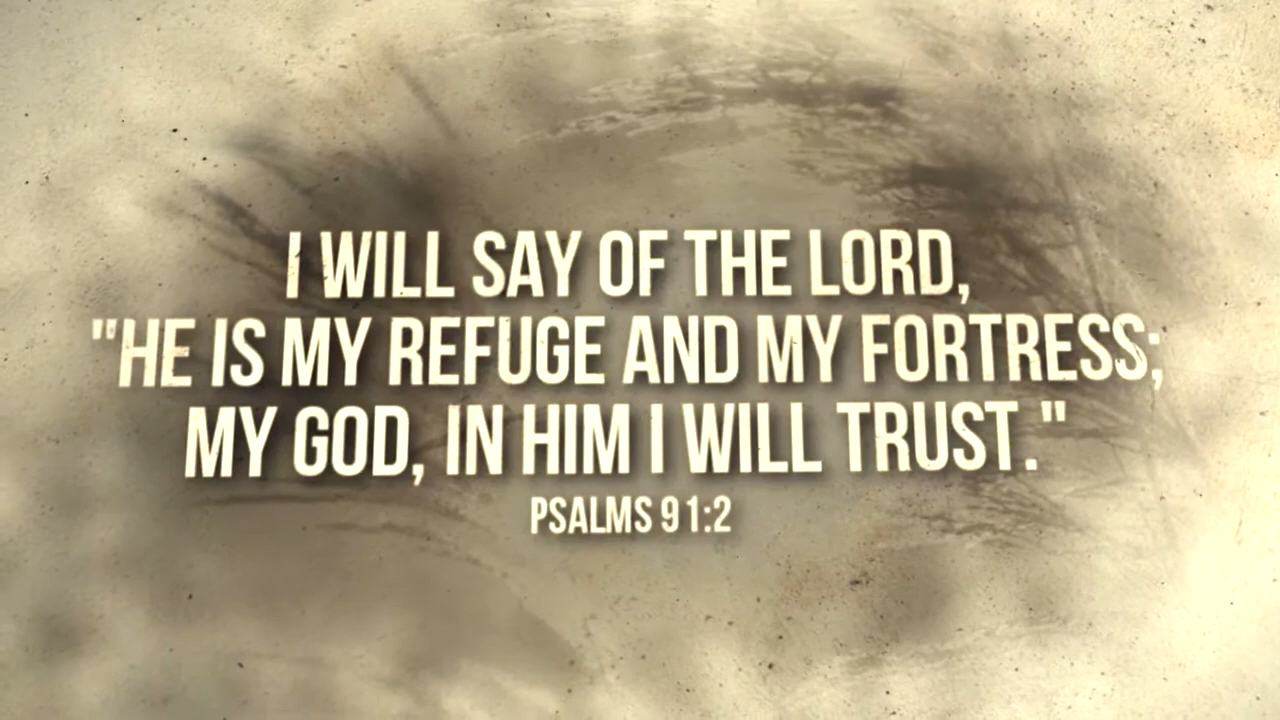 I WILL SAY OF THE LORD,
"HE IS MY REFUGE AND MY FORTRESS;
MY GOD, IN HIM I WILL TRUST."
PSALMS 91:2